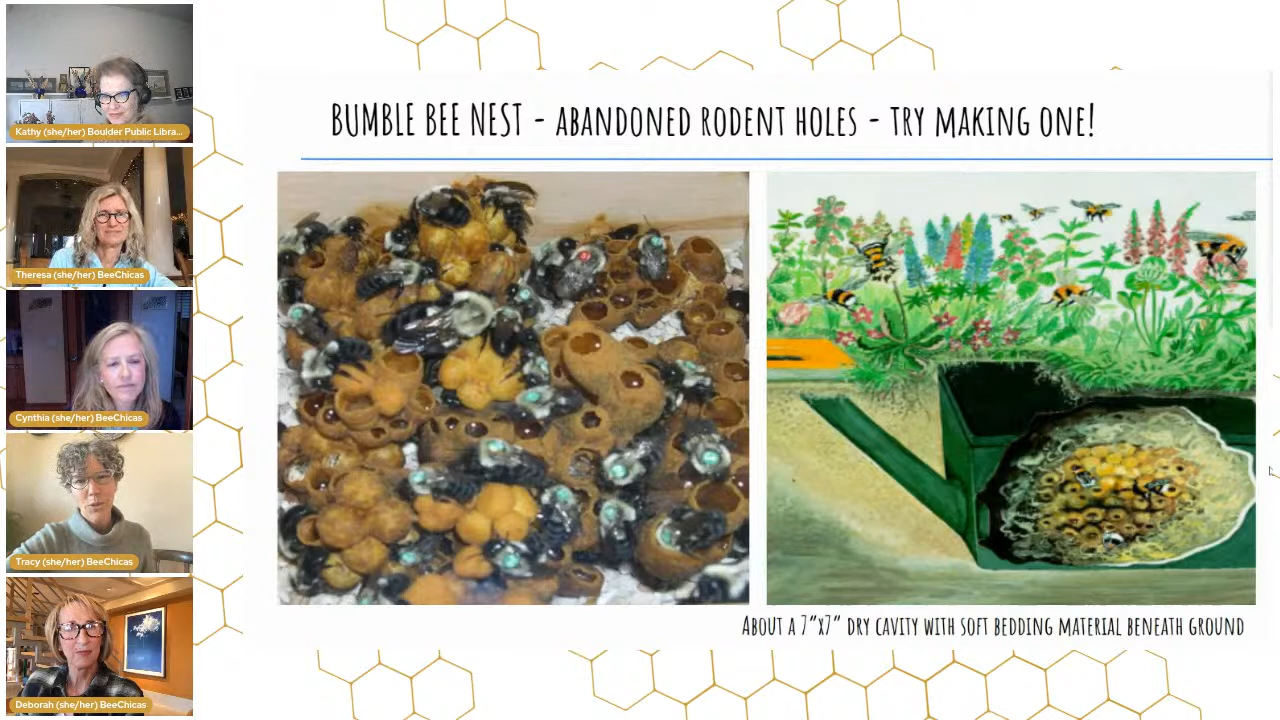 Kathy (she/her) Boulder Public Libra...
Theresa (she/her) BeeChicas
Cynthia (she/her) BeeChicas
Tracy (she/her) BeeChicas
Deborah (she/her) BeeChicas
BUMBLE BEE NEST - ABANDONED RODENT HOLES - TRY MAKING ONE!
ABOUT A 7”X7” DRY CAVITY WITH SOFT BEDDING MATERIAL BENEATH GROUND